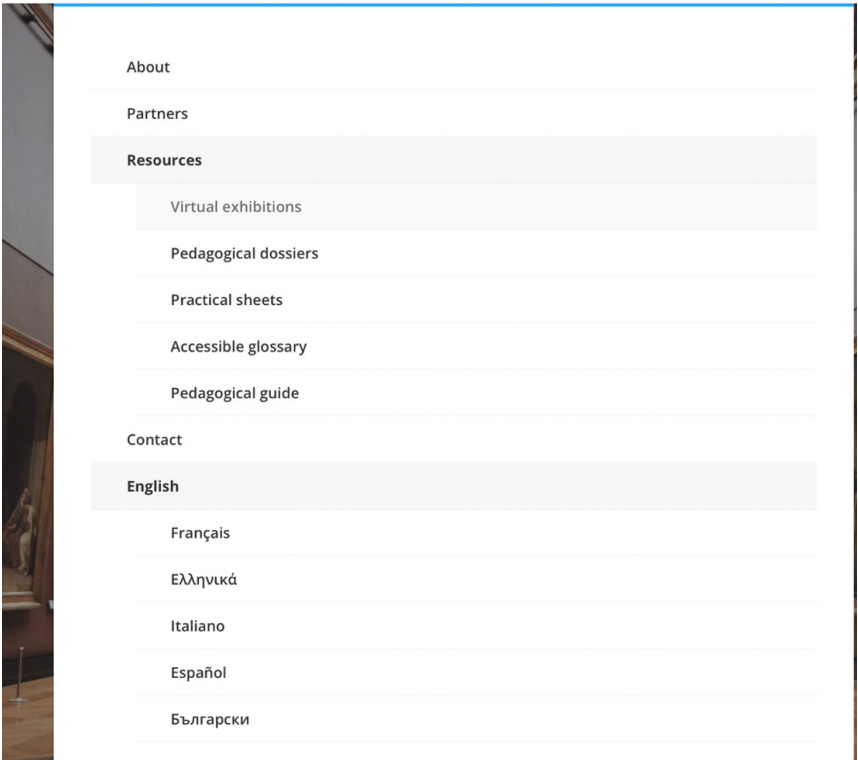 About
Partners
Resources
Virtual exhibitions
Pedagogical dossiers
Practical sheets
Accessible glossary
Pedagogical guide
Contact
English
Français
Ελληνικά
Italiano
Español
Български